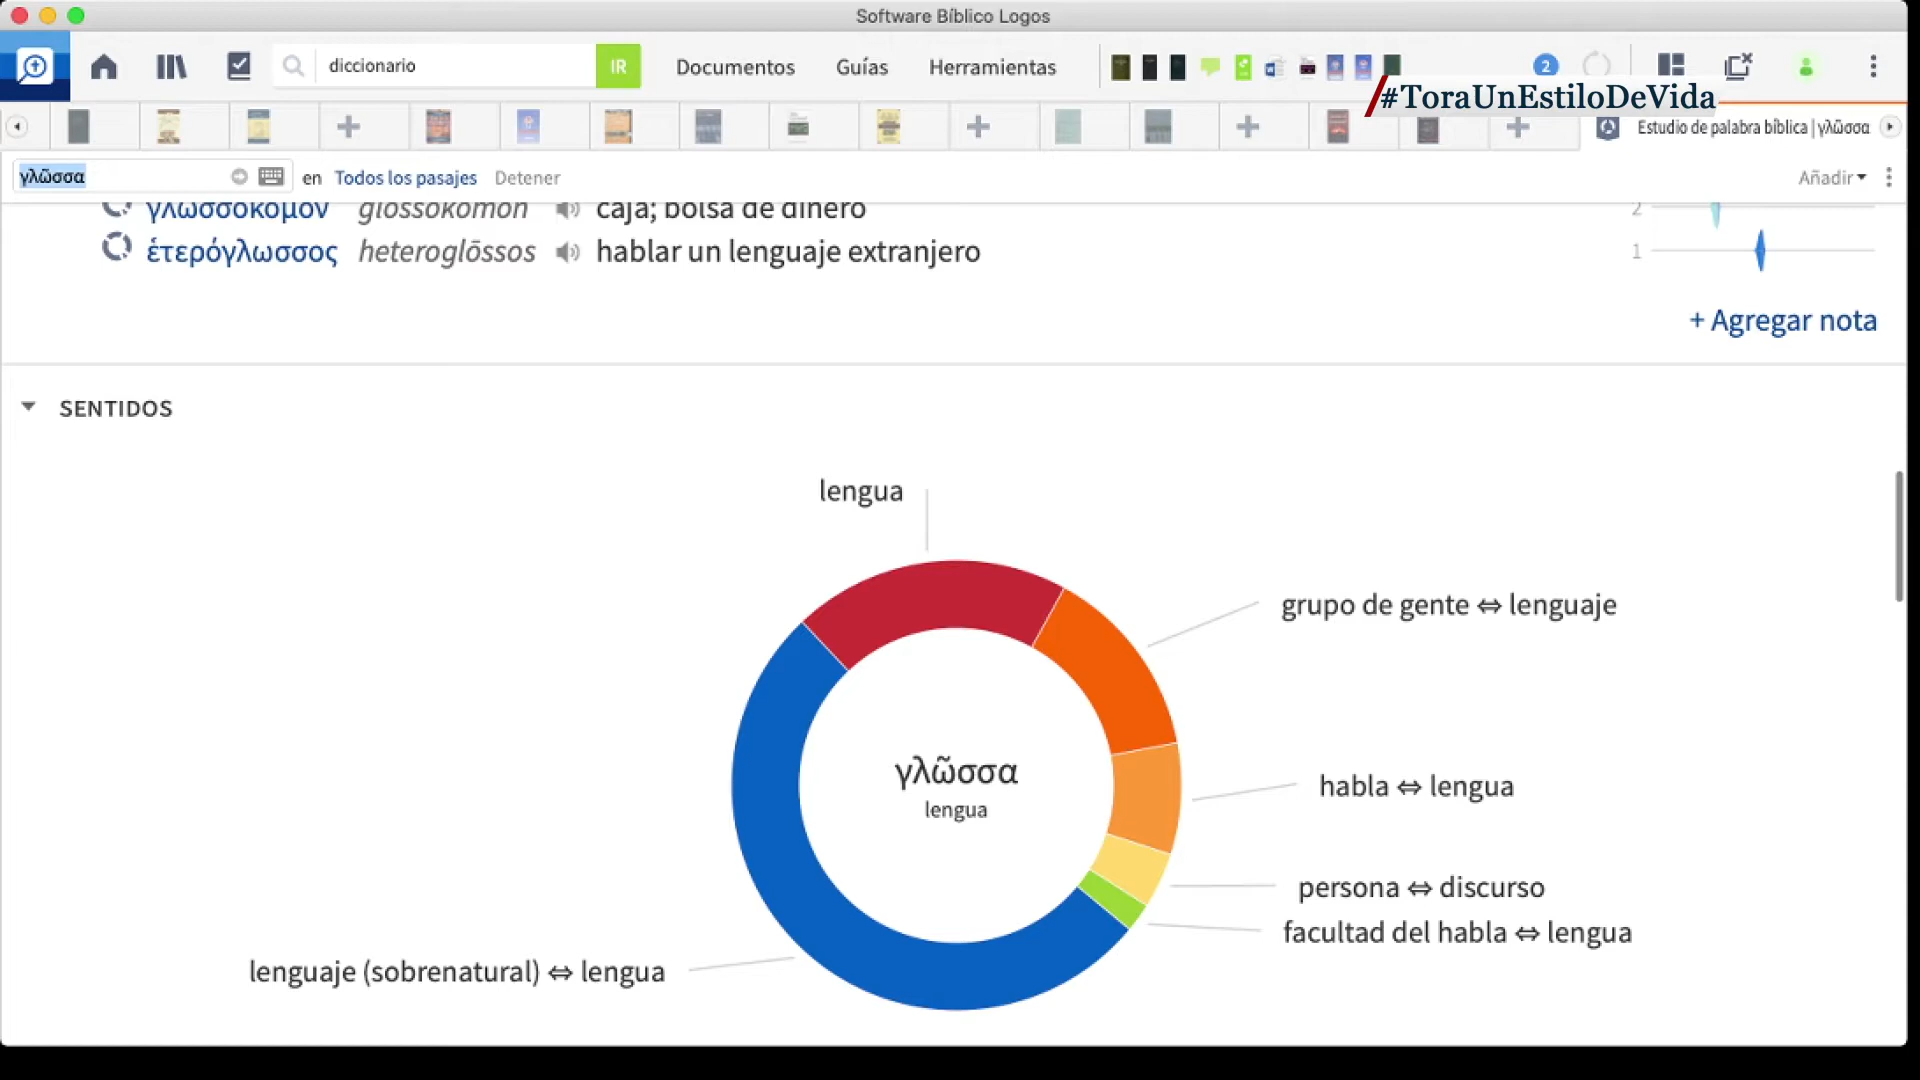 Software Bíblico Logos
diccionario
IR
Documentos
Guías
Herramientas
2
#ToraUnEstiloDeVida
Estudio de palabra bíblica | γλῶσσα
γλῶσσα
en Todos los pasajes Detener
Añadir
γλωσσόκομον glōssokomon caja; bolsa de dinero
2
ἑτερόγλωσσος heteroglōssos hablar un lenguaje extranjero
1
+ Agregar nota
SENTIDOS
lengua
grupo de gente ⇔ lenguaje
γλῶσσα
lengua
habla ⇔ lengua
persona ⇔ discurso
facultad del habla ⇔ lengua
lenguaje (sobrenatural) ⇔ lengua